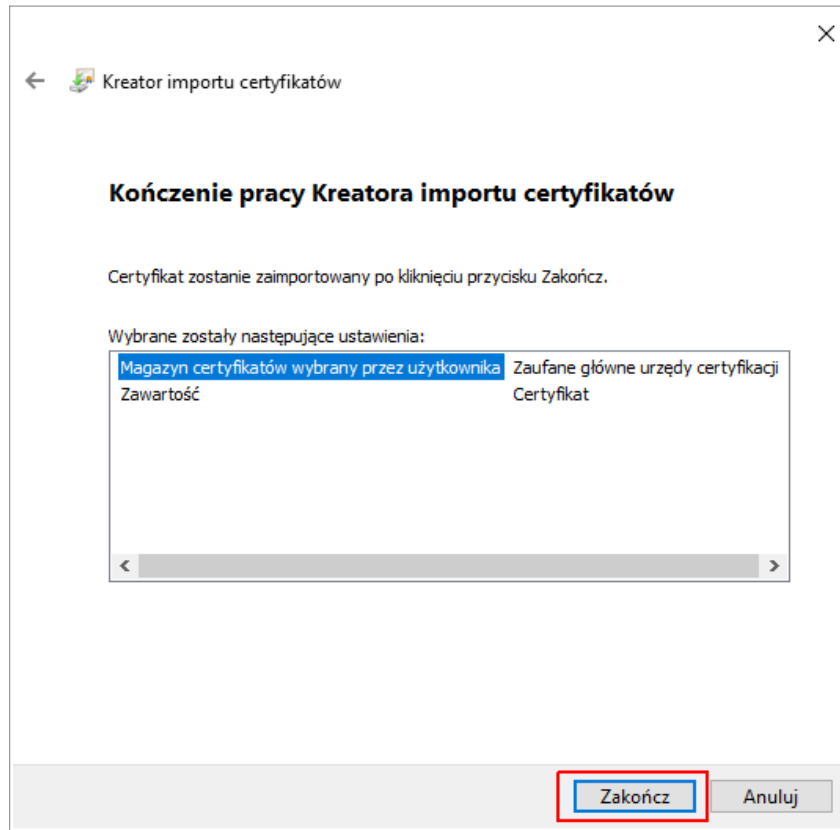 Kreator importu certyfikatów
Kończenie pracy Kreatora importu certyfikatów
Certyfikat zostanie zaimportowany po kliknięciu przycisku Zakończ.
Wybrane zostały następujące ustawienia:
Magazyn certyfikatów wybrany przez użytkownika Zaufane główne urzędy certyfikacji
Zawartość Certyfikat
Zakończ Anuluj